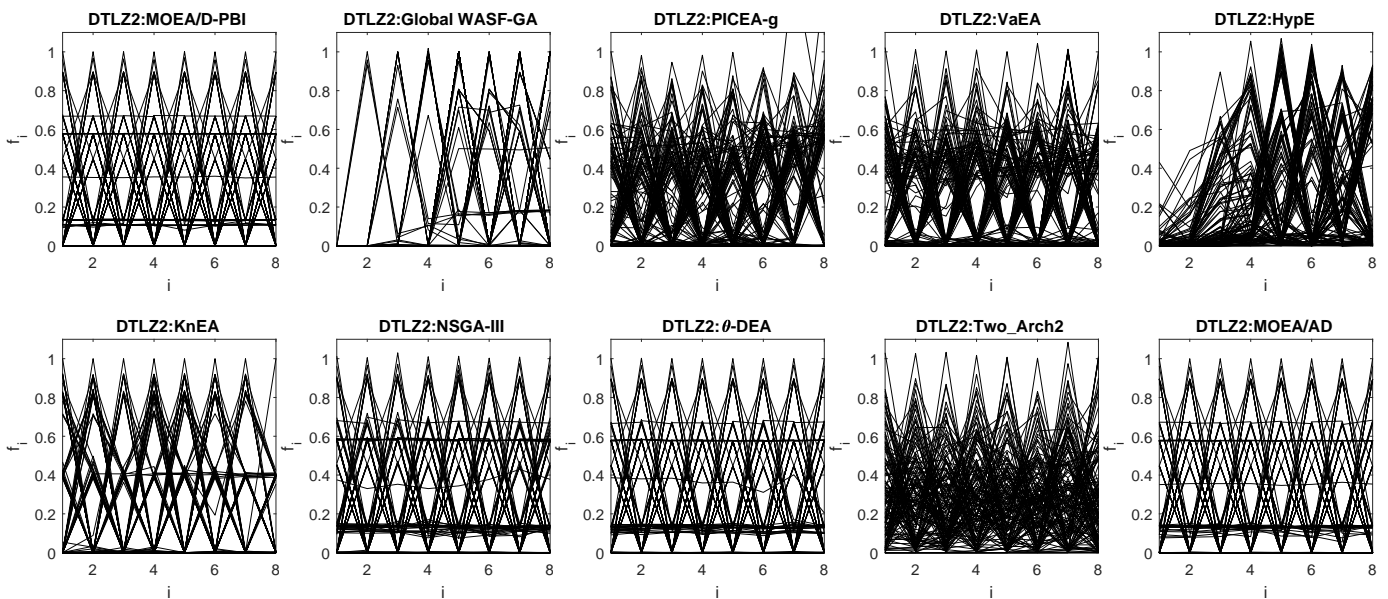 DTLZ2:MOEA/D-PBI
1
0.8
0.6
0.4
0.2
0
f_i
2 4 6 8
i
DTLZ2:Global WASF-GA
1
0.8
0.6
0.4
0.2
0
f_i
2 4 6 8
i
DTLZ2:PICEA-g
1
0.8
0.6
0.4
0.2
0
f_i
2 4 6 8
i
DTLZ2:VaEA
1
0.8
0.6
0.4
0.2
0
f_i
2 4 6 8
i
DTLZ2:HypE
1
0.8
0.6
0.4
0.2
0
f_i
2 4 6 8
i
DTLZ2:KnEA
1
0.8
0.6
0.4
0.2
0
f_i
2 4 6 8
i
DTLZ2:NSGA-III
1
0.8
0.6
0.4
0.2
0
f_i
2 4 6 8
i
DTLZ2:θ-DEA
1
0.8
0.6
0.4
0.2
0
f_i
2 4 6 8
i
DTLZ2:Two_Arch2
1
0.8
0.6
0.4
0.2
0
f_i
2 4 6 8
i
DTLZ2:MOEA/AD
1
0.8
0.6
0.4
0.2
0
f_i
2 4 6 8
i